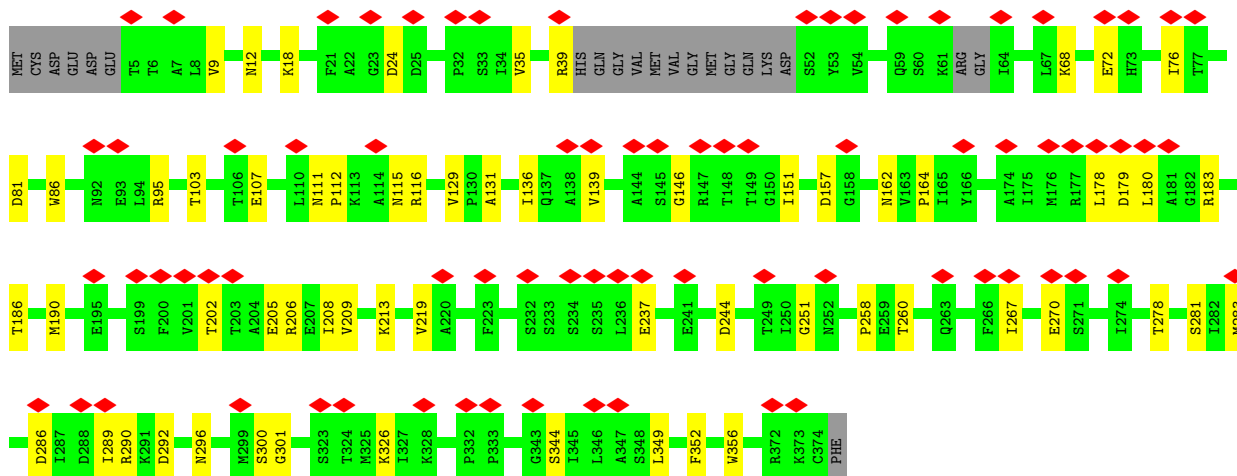 MET CYS ASP GLU ASP GLU T5 T6 A7 L8 V9 N12 K18 F21 A22 G23 D24 D25 P32 S33 I34 V35 R39 HIS GLN GLY VAL MET VAL GLY MET GLY GLN LYS ASP S52 Y53 V54 Q59 S60 K61 ARG GLY I64 L67 K68 E72 H73 I76 T77
D81 W86 N92 E93 L94 R95 T103 T106 E107 L110 N111 P112 K113 A114 N115 R116 V129 P130 A131 I136 Q137 A138 V139 A144 S145 G146 R147 T148 T149 G150 I151 D157 G158 N162 V163 P164 I165 Y166 A174 I175 M176 R177 L178 D179 L180 A181 G182 R183
T186 M190 E195 S199 F200 V201 T202 T203 A204 E205 R206 E207 I208 V209 K213 V219 A220 F223 S232 S233 S234 S235 L236 E237 E241 D244 T249 I250 G251 N252 P258 E259 T260 Q263 F266 I267 E270 S271 I274 T278 S281 I282
D286 I287 D288 I289 R290 K291 D292 N296 M299 S300 G301 S323 T324 M325 K326 I327 K328 P332 P333 G343 S344 I345 L346 A347 S348 L349 F352 W356 R372 K373 C374 PHE